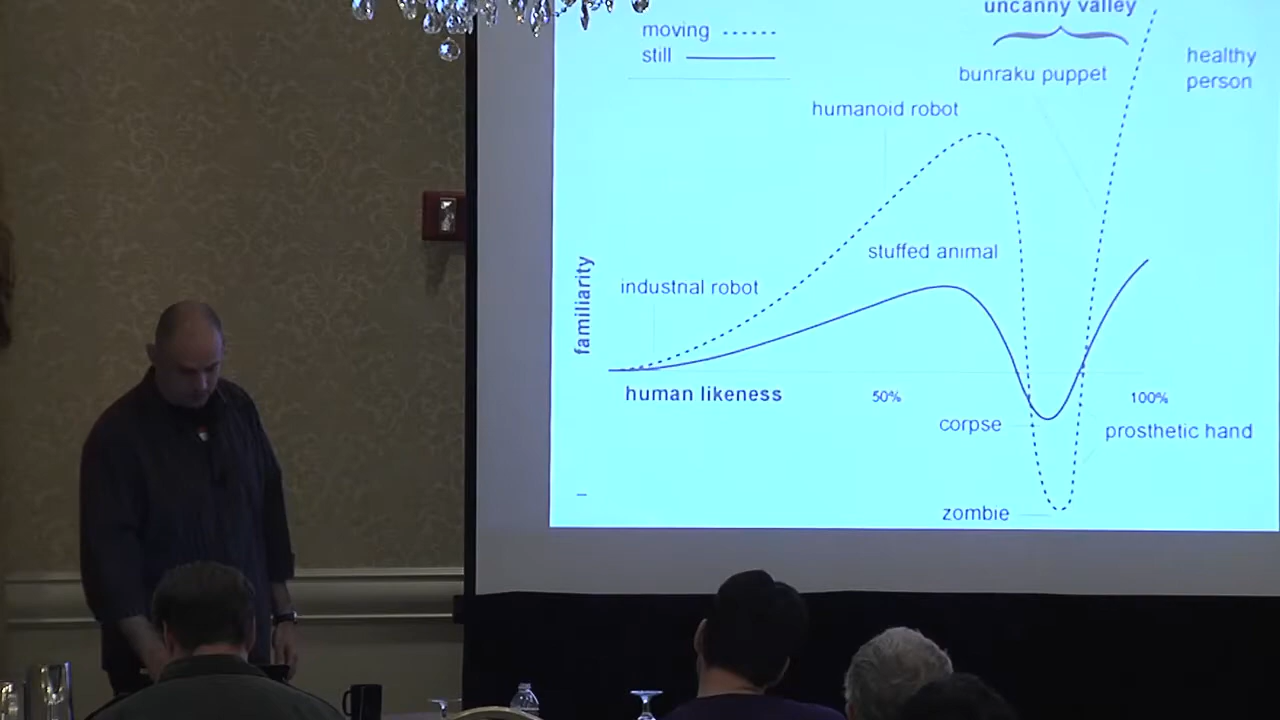 uncanny valley
moving
still
healthy
person
bunraku puppet
humanoid robot
stuffed animal
industrial robot
familiarity
human likeness
50%
100%
corpse
prosthetic hand
zombie